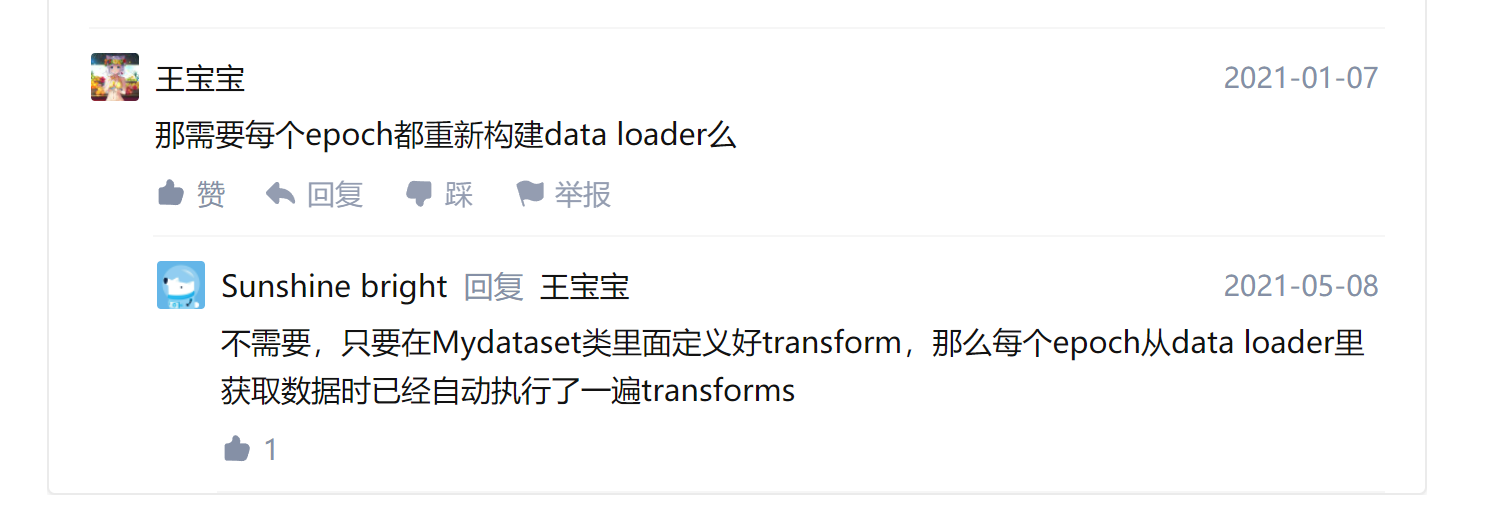 王宝宝 2021-01-07
那需要每个epoch都重新构建data loader么
赞 回复 踩 举报
Sunshine bright 回复 王宝宝 2021-05-08
不需要，只要在Mydataset类里面定义好transform，那么每个epoch从data loader里
获取数据时已经自动执行了一遍transforms
1